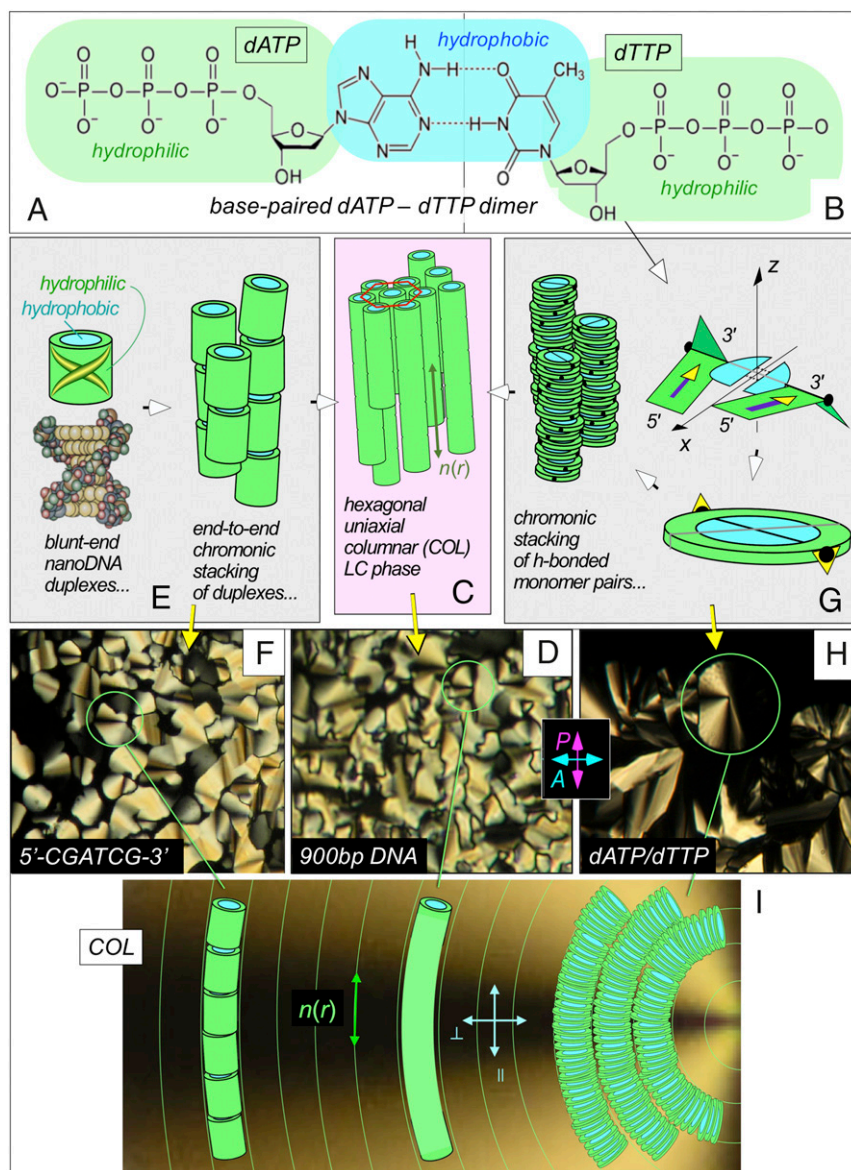 dATP
hydrophobic
dTTP
O O O
H
N–H
O
CH₃
⁻O–P–O–P–O–P–O
O⁻ O⁻ O⁻
N
N
N
N
O
OH
H–N
N
O
O
O
OH
O O O
O–P–O–P–O–P–O
O⁻ O⁻ O⁻
hydrophilic
hydrophilic
A
base-paired dATP – dTTP dimer
B
hydrophilic
hydrophobic
blunt-end
nanoDNA
duplexes...
E
end-to-end
chromonic
stacking
of duplexes...
n(r)
hexagonal
uniaxial
columnar (COL)
LC phase
C
z
3'
3'
5'
5'
x
chromonic
stacking
of h-bonded
monomer pairs...
G
F
5'-CGATCG-3'
D
900bp DNA
P
A
H
dATP/dTTP
I
COL
n(r)
⊥
||